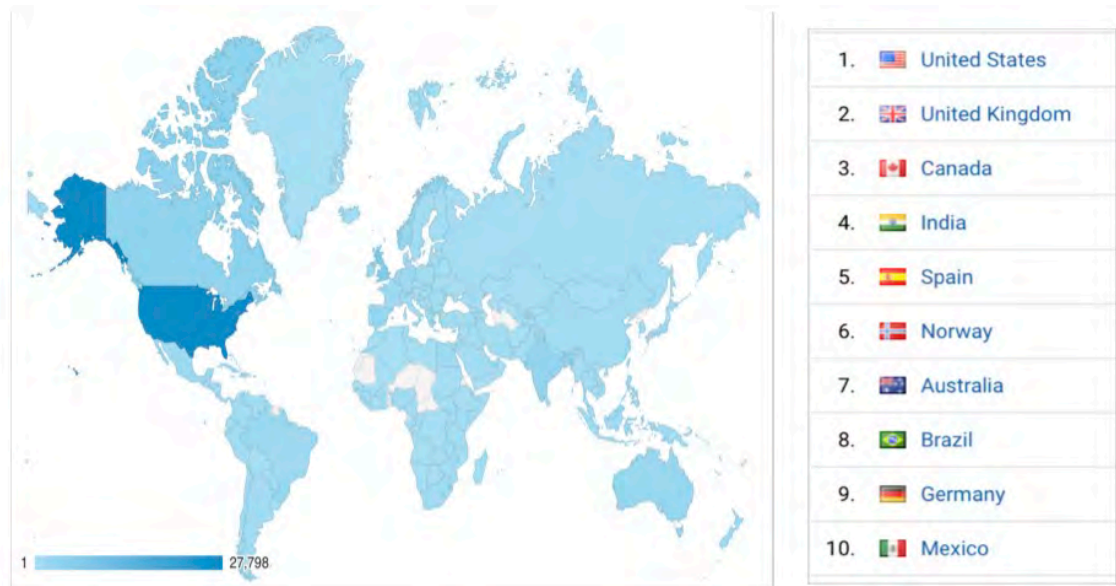 1 27,798
1. United States
2. United Kingdom
3. Canada
4. India
5. Spain
6. Norway
7. Australia
8. Brazil
9. Germany
10. Mexico